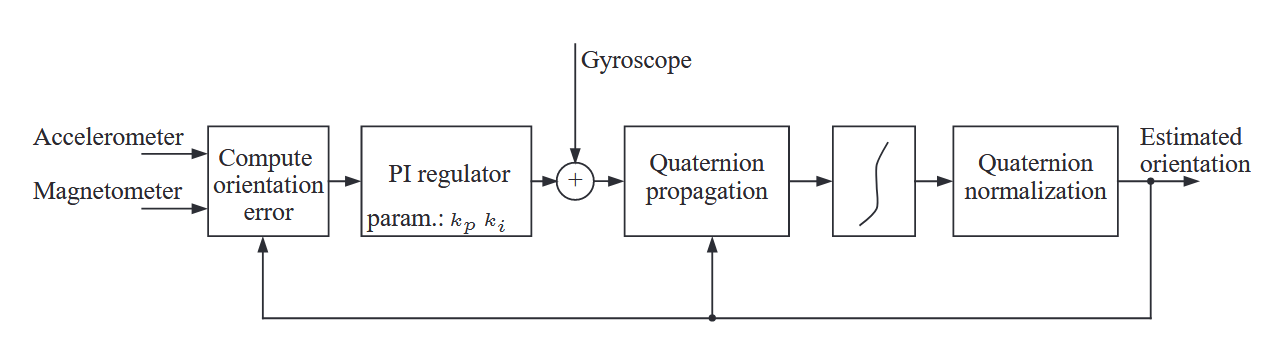 Gyroscope
Accelerometer
Magnetometer
Compute
orientation
error
PI regulator
param.: k_p k_i
+
Quaternion
propagation
∫
Quaternion
normalization
Estimated
orientation